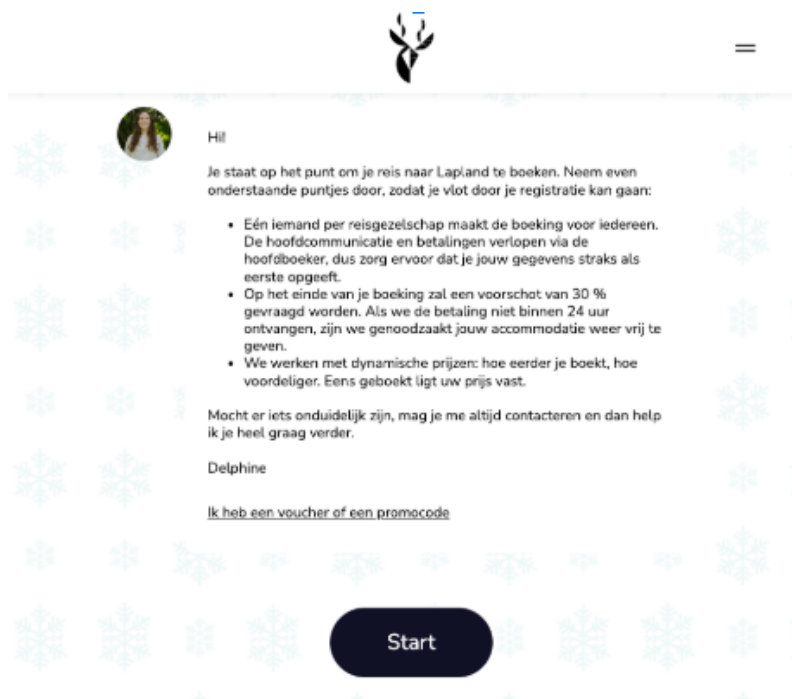 Hi!
Je staat op het punt om je reis naar Lapland te boeken. Neem even
onderstaande puntjes door, zodat je vlot door je registratie kan gaan:
• Eén iemand per reisgezelschap maakt de boeking voor iedereen.
De hoofdcommunicatie en betalingen verlopen via de
hoofdboeker, dus zorg ervoor dat je jouw gegevens straks als
eerste opgeeft.
• Op het einde van je boeking zal een voorschot van 30 %
gevraagd worden. Als we de betaling niet binnen 24 uur
ontvangen, zijn we genoodzaakt jouw accommodatie weer vrij te
geven.
• We werken met dynamische prijzen: hoe eerder je boekt, hoe
voordeliger. Eens geboekt ligt uw prijs vast.
Mocht er iets onduidelijk zijn, mag je me altijd contacteren en dan help
ik je heel graag verder.
Delphine
Ik heb een voucher of een promocode
Start